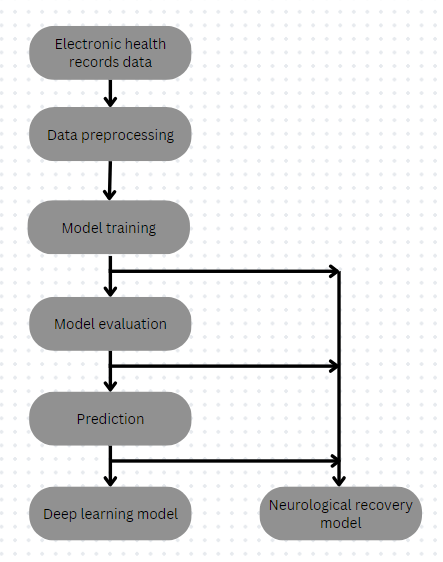 Electronic health
records data
Data preprocessing
Model training
Model evaluation
Prediction
Deep learning model
Neurological recovery
model